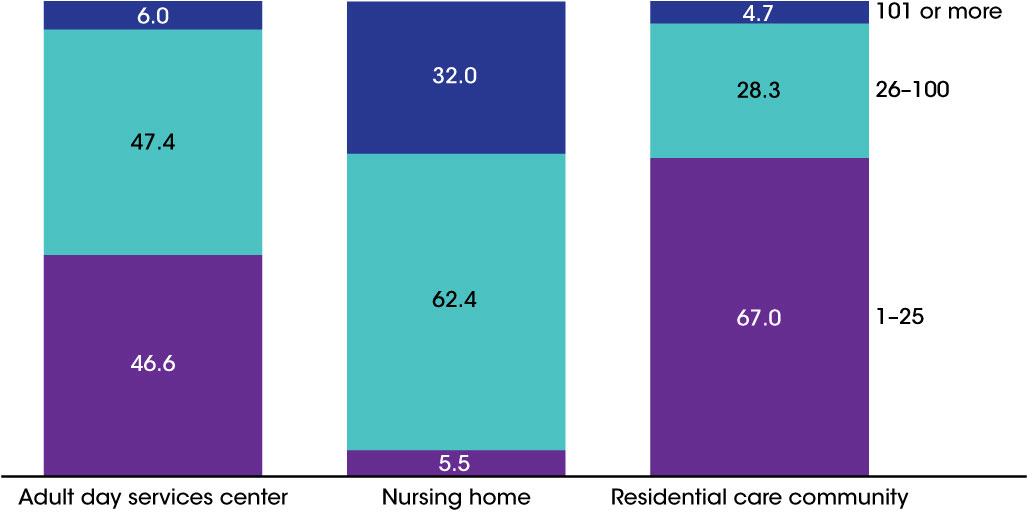 6.0
32.0
4.7
101 or more
47.4
28.3
26–100
46.6
62.4
67.0
1–25
5.5
Adult day services center
Nursing home
Residential care community